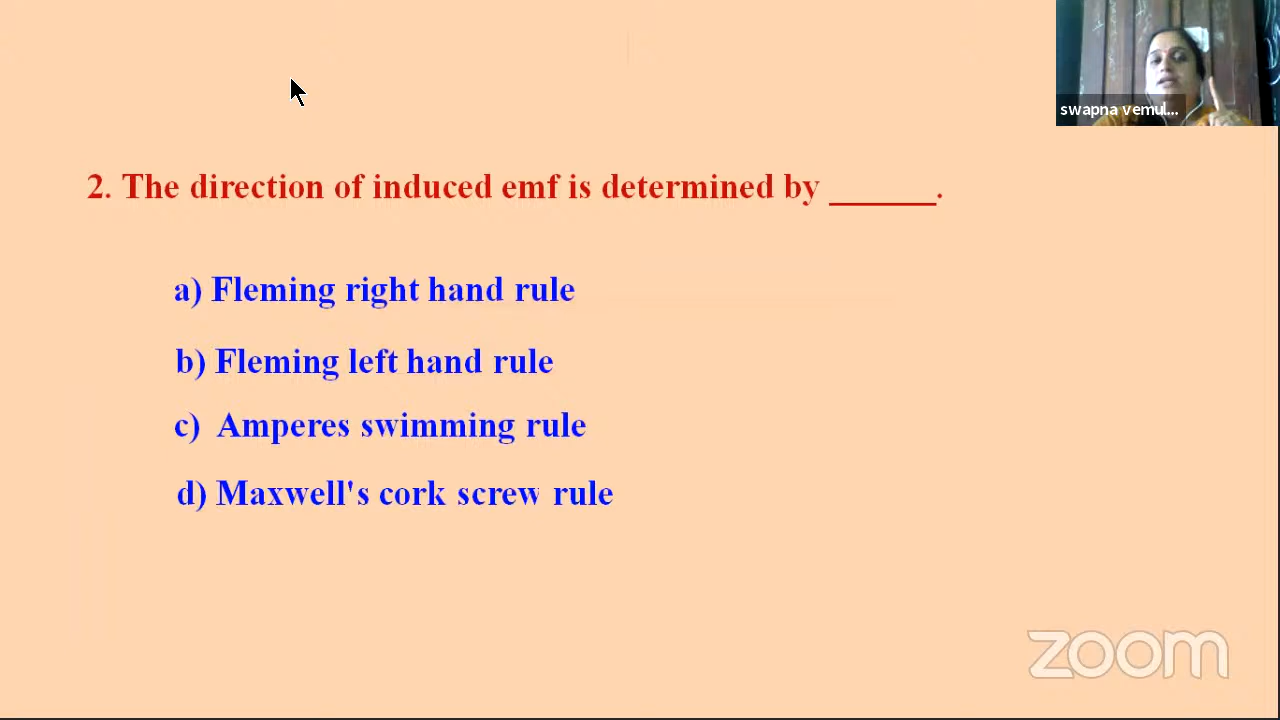 swapna vemul...
2. The direction of induced emf is determined by ______.
a) Fleming right hand rule
b) Fleming left hand rule
c) Amperes swimming rule
d) Maxwell's cork screw rule
zoom